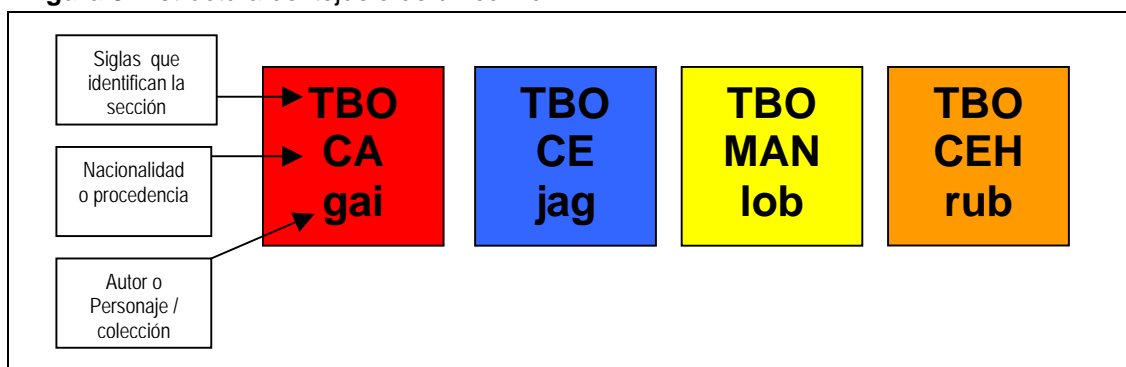 Siglas que
identifican la
sección
Nacionalidad
o procedencia
Autor o
Personaje /
colección
TBO
CA
gai
TBO
CE
jag
TBO
MAN
lob
TBO
CEH
rub